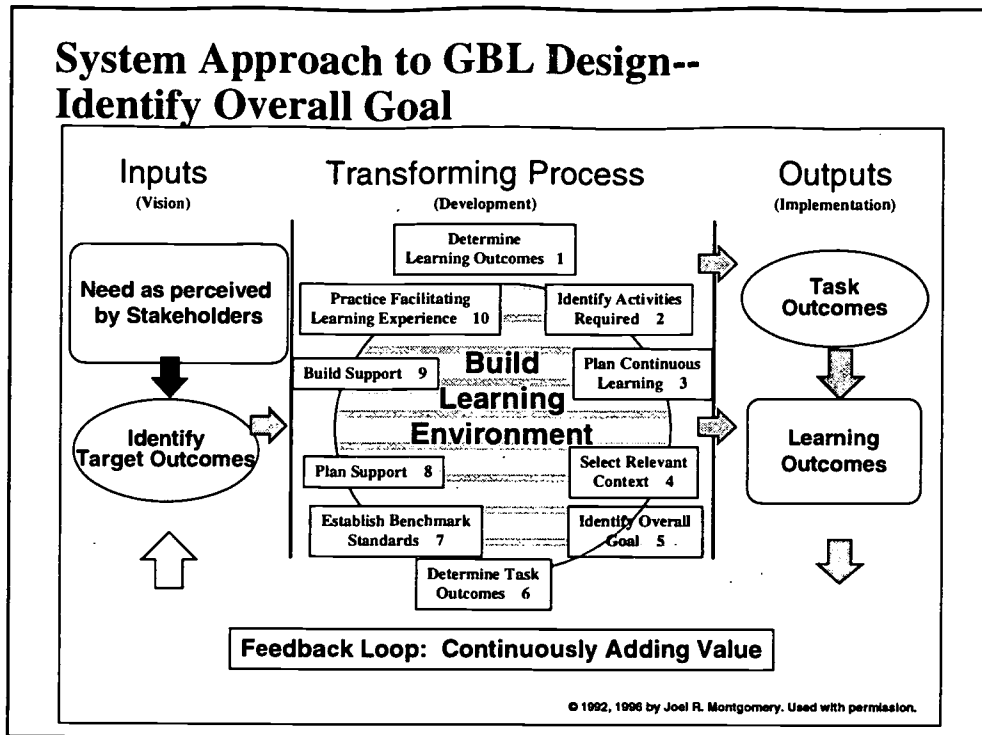 System Approach to GBL Design--
Identify Overall Goal
Inputs
(Vision)
Transforming Process
(Development)
Outputs
(Implementation)
Need as perceived
by Stakeholders
Identify
Target Outcomes
Determine
Learning Outcomes 1
Identify Activities
Required 2
Plan Continuous
Learning 3
Select Relevant
Context 4
Identify Overall
Goal 5
Determine Task
Outcomes 6
Establish Benchmark
Standards 7
Plan Support 8
Build Support 9
Practice Facilitating
Learning Experience 10
Build
Learning
Environment
Task
Outcomes
Learning
Outcomes
Feedback Loop: Continuously Adding Value
© 1992, 1996 by Joel R. Montgomery. Used with permission.